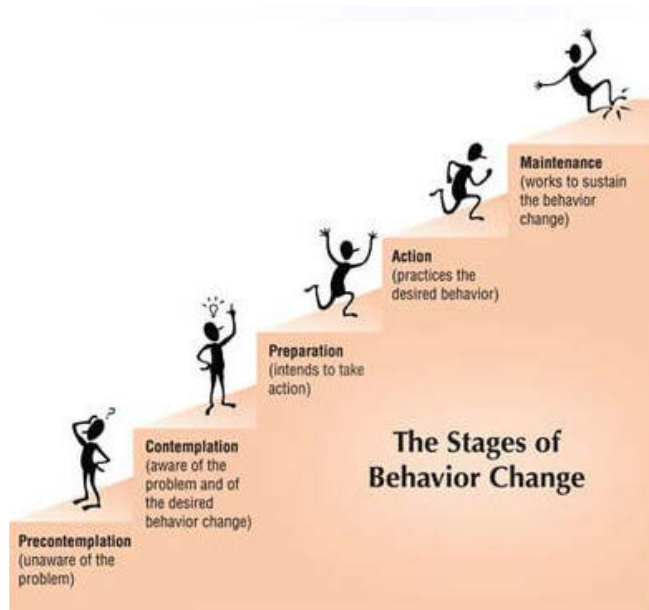 Maintenance
(works to sustain
the behavior
change)
Action
(practices the
desired behavior)
Preparation
(intends to take
action)
Contemplation
(aware of the
problem and of
the desired
behavior change)
Precontemplation
(unaware of the
problem)
?
The Stages of
Behavior Change